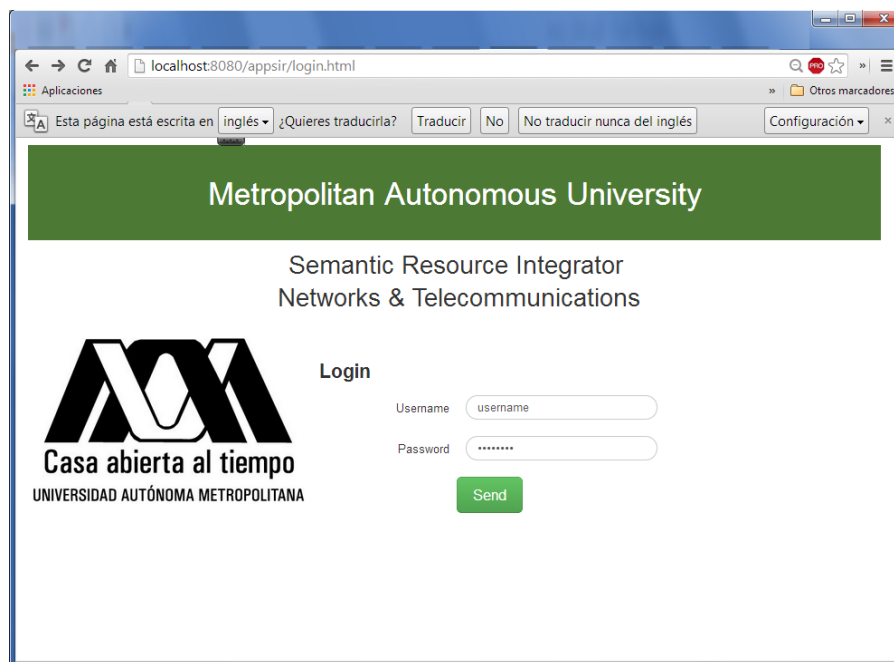 localhost:8080/appsir/login.html
PRO
»
Aplicaciones
» Otros marcadores
Esta página está escrita en inglés ¿Quieres traducirla? Traducir No No traducir nunca del inglés Configuración ×
Metropolitan Autonomous University
Semantic Resource Integrator
Networks & Telecommunications
Casa abierta al tiempo
UNIVERSIDAD AUTÓNOMA METROPOLITANA
Login
Username username
Password ••••••••
Send